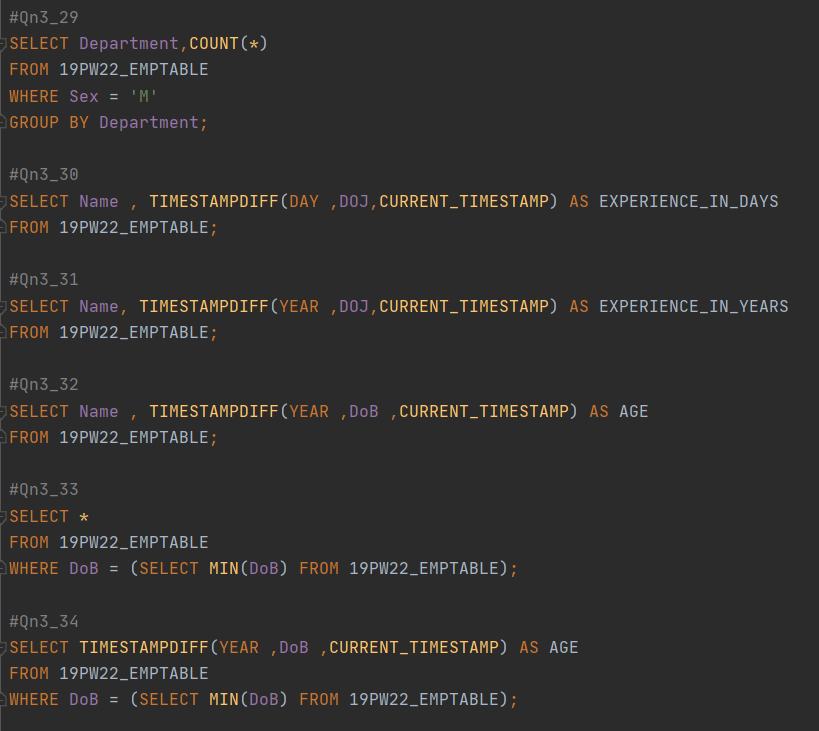 #Qn3_29
SELECT Department,COUNT(*)
FROM 19PW22_EMPTABLE
WHERE Sex = 'M'
GROUP BY Department;
#Qn3_30
SELECT Name , TIMESTAMPDIFF(DAY ,DOJ,CURRENT_TIMESTAMP) AS EXPERIENCE_IN_DAYS
FROM 19PW22_EMPTABLE;
#Qn3_31
SELECT Name, TIMESTAMPDIFF(YEAR ,DOJ,CURRENT_TIMESTAMP) AS EXPERIENCE_IN_YEARS
FROM 19PW22_EMPTABLE;
#Qn3_32
SELECT Name , TIMESTAMPDIFF(YEAR ,DoB ,CURRENT_TIMESTAMP) AS AGE
FROM 19PW22_EMPTABLE;
#Qn3_33
SELECT *
FROM 19PW22_EMPTABLE
WHERE DoB = (SELECT MIN(DoB) FROM 19PW22_EMPTABLE);
#Qn3_34
SELECT TIMESTAMPDIFF(YEAR ,DoB ,CURRENT_TIMESTAMP) AS AGE
FROM 19PW22_EMPTABLE
WHERE DoB = (SELECT MIN(DoB) FROM 19PW22_EMPTABLE);